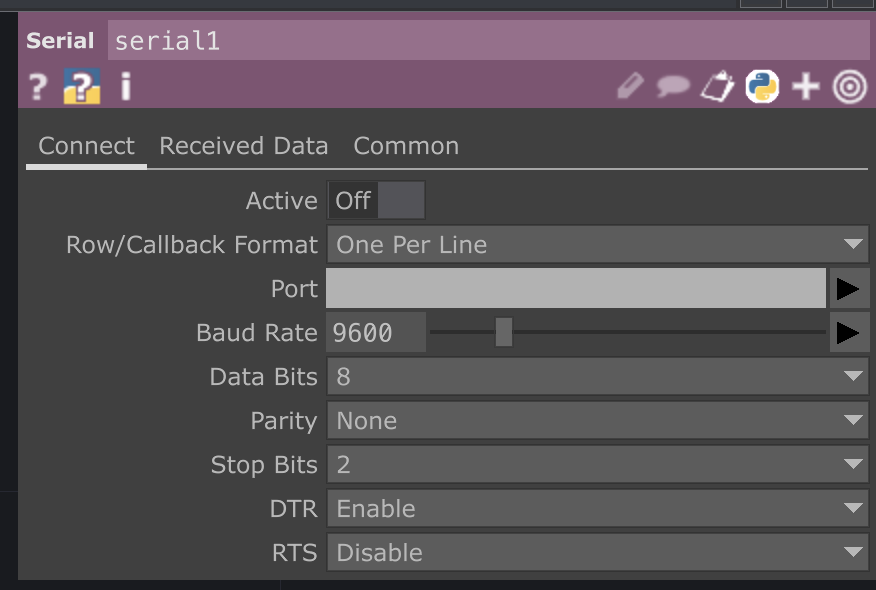 Serial serial1
? ? i
Connect Received Data Common
Active Off
Row/Callback Format One Per Line
Port
Baud Rate 9600
Data Bits 8
Parity None
Stop Bits 2
DTR Enable
RTS Disable